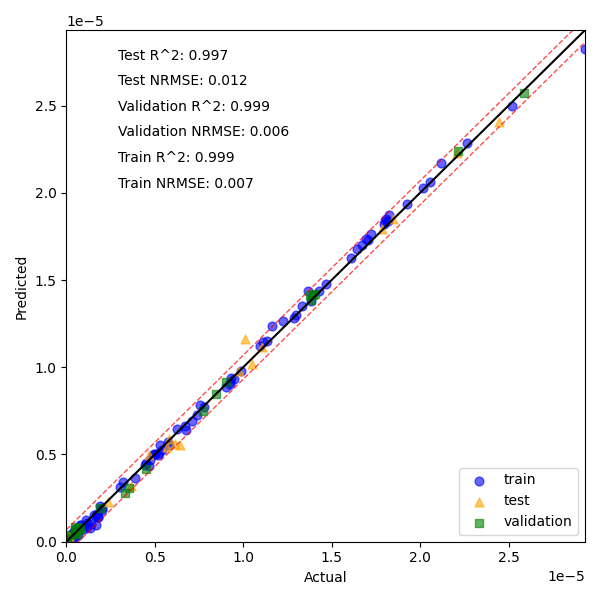 1e−5
Test R^2: 0.997
Test NRMSE: 0.012
Validation R^2: 0.999
Validation NRMSE: 0.006
Train R^2: 0.999
Train NRMSE: 0.007
2.5
2.0
1.5
1.0
0.5
0.0
Predicted
train
test
validation
0.0 0.5 1.0 1.5 2.0 2.5
Actual
1e−5